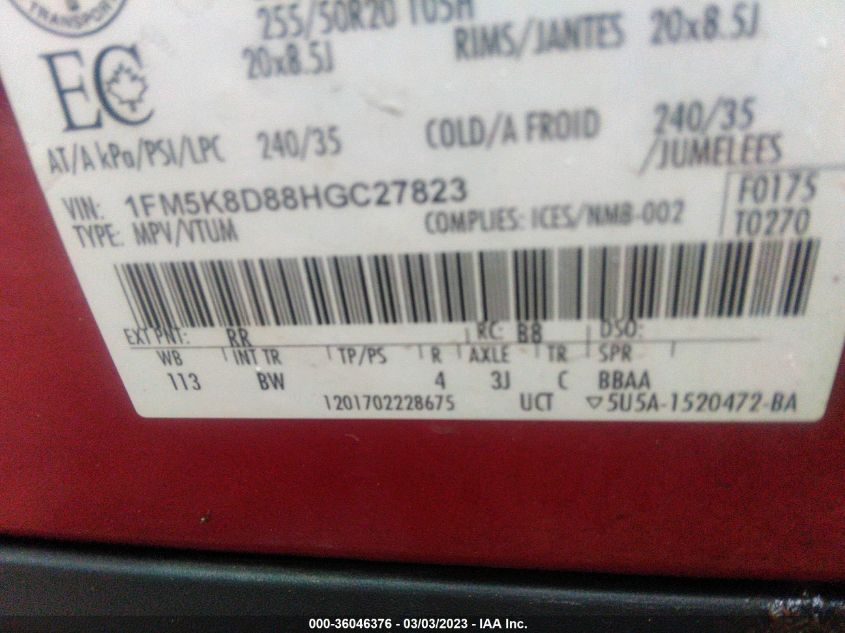 TRANSPORT
255/50R20 105H
20x8.5J
RIMS/JANTES 20x8.5J
EC
AT/A kPa/PSI/LPC 240/35 COLD/A FROID 240/35
/JUMELEES
VIN: 1FM5K8D88HGC27823 F0175
TYPE: MPV/VTUM COMPLIES: ICES/NMB-002 T0270
EXT PNT: RR RC: B8 DSO:
WB INT TR TP/PS R AXLE TR SPR
113 BW 4 3J C BBAA
1201702228675 UCT ▽5U5A-1520472-BA
000-36046376 - 03/03/2023 - IAA Inc.